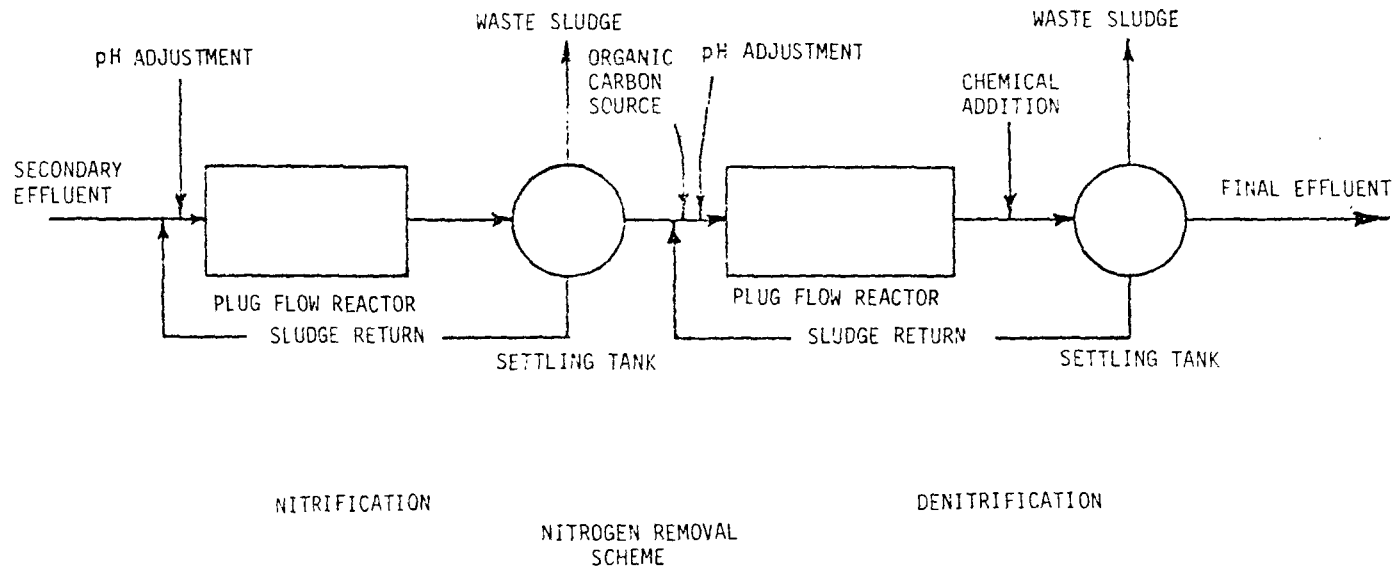 WASTE SLUDGE
WASTE SLUDGE
pH ADJUSTMENT
ORGANIC
CARBON
SOURCE
pH ADJUSTMENT
CHEMICAL
ADDITION
SECONDARY
EFFLUENT
FINAL EFFLUENT
PLUG FLOW REACTOR
PLUG FLOW REACTOR
SLUDGE RETURN
SLUDGE RETURN
SETTLING TANK
SETTLING TANK
NITRIFICATION
DENITRIFICATION
NITROGEN REMOVAL
SCHEME